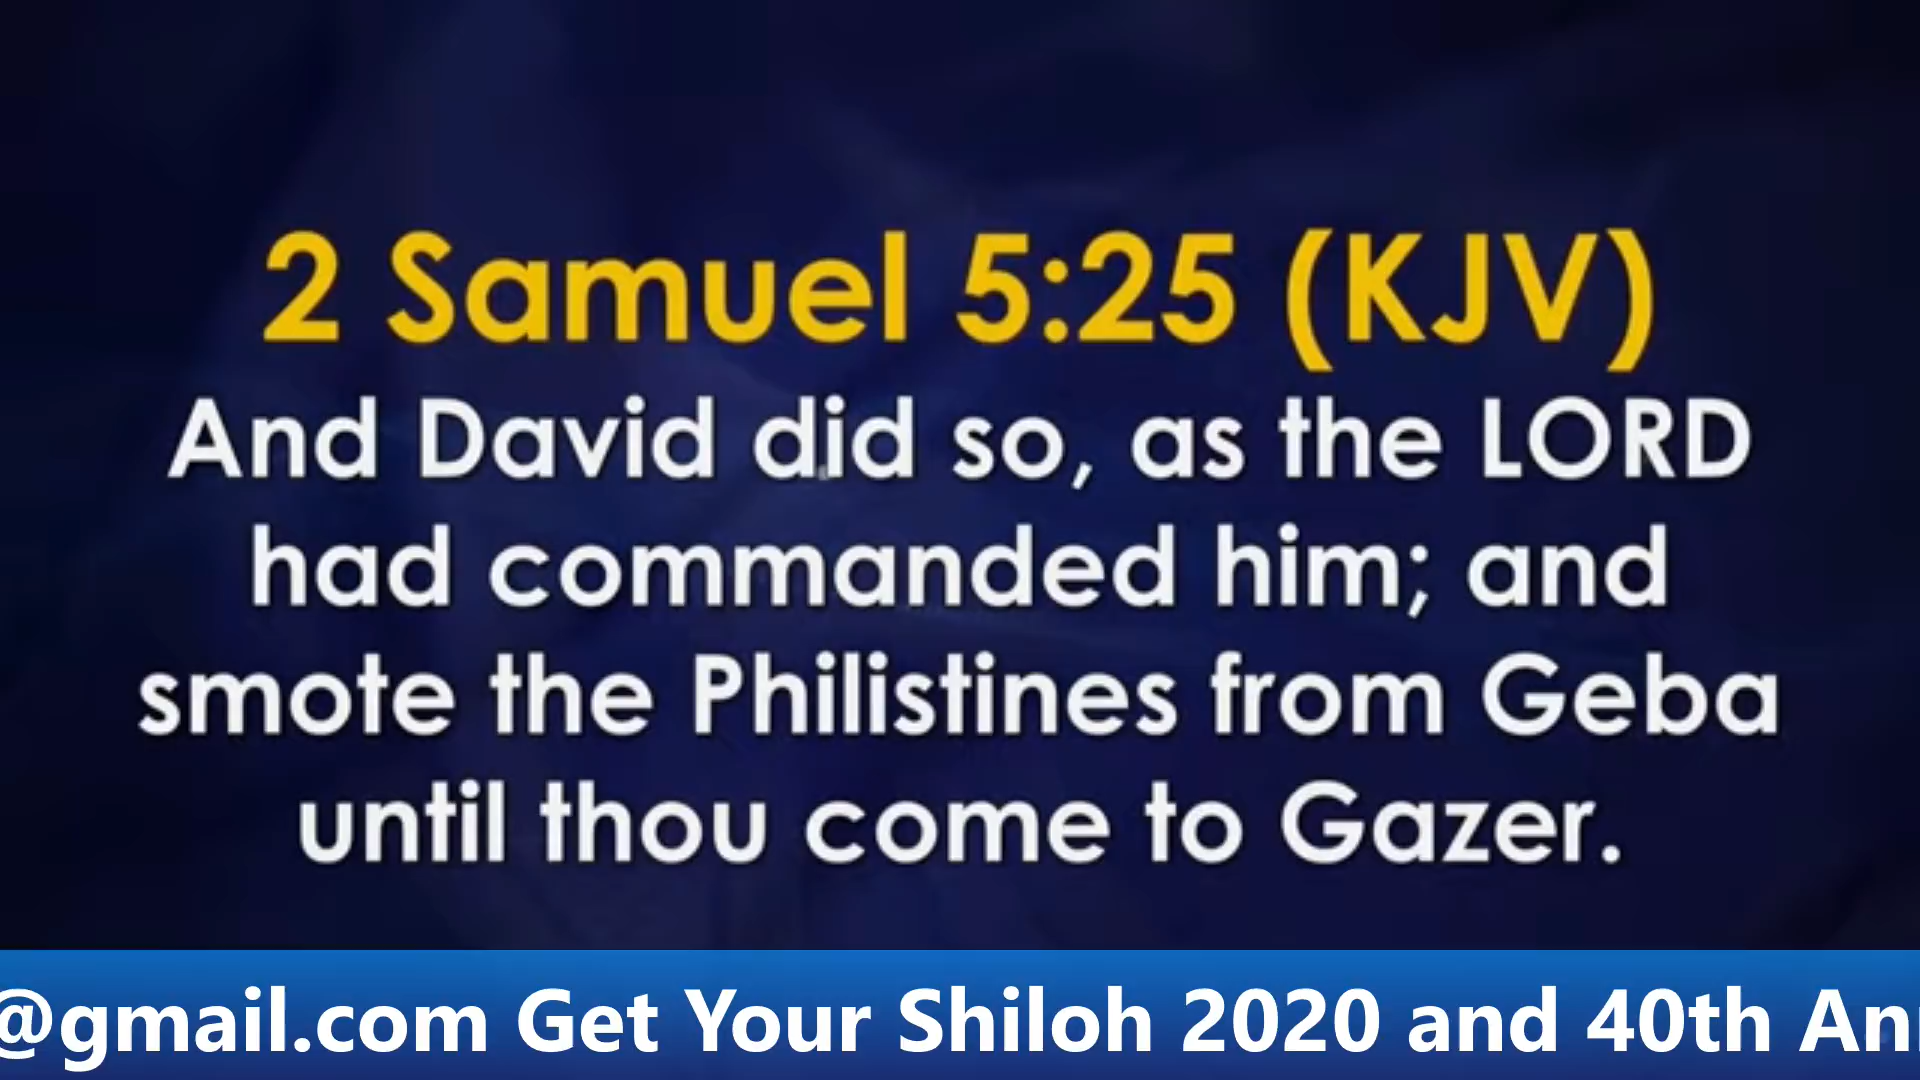 2 Samuel 5:25 (KJV)
And David did so, as the LORD
had commanded him; and
smote the Philistines from Geba
until thou come to Gazer.
@gmail.com Get Your Shiloh 2020 and 40th